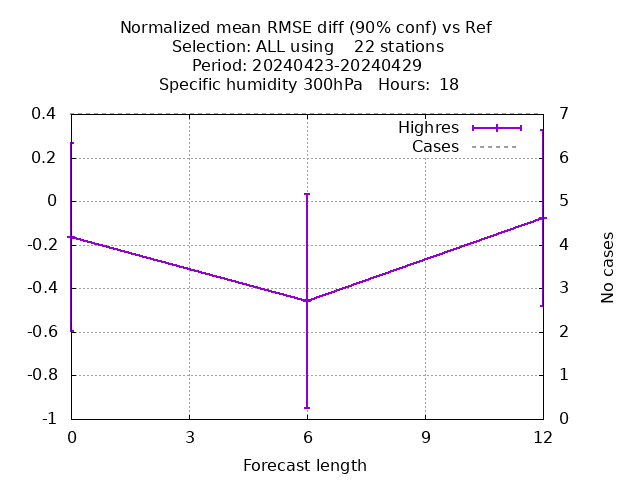 Normalized mean RMSE diff (90% conf) vs Ref
Selection: ALL using    22 stations
Period: 20240423-20240429
Specific humidity 300hPa   Hours:  18
Highres
Cases
0.4
0.2
0
-0.2
-0.4
-0.6
-0.8
-1
7
6
5
4
3
2
1
0
No cases
0 3 6 9 12
Forecast length